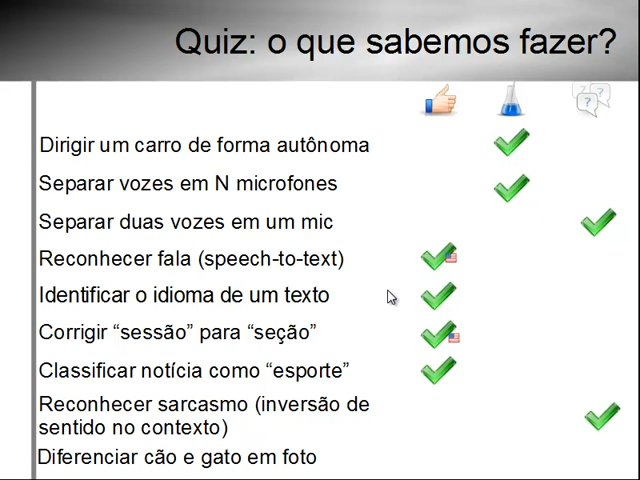 Quiz: o que sabemos fazer?
Dirigir um carro de forma autônoma
Separar vozes em N microfones
Separar duas vozes em um mic
Reconhecer fala (speech-to-text)
Identificar o idioma de um texto
Corrigir “sessão” para “seção”
Classificar notícia como “esporte”
Reconhecer sarcasmo (inversão de
sentido no contexto)
Diferenciar cão e gato em foto